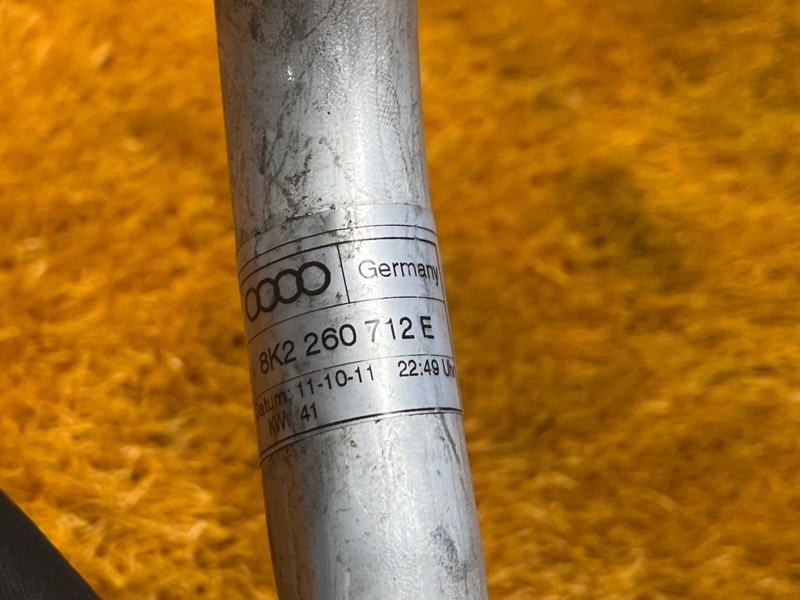 Germany
8K2 260 712 E
Datum: 11-10-11 22:49 Uhr
KW: 41